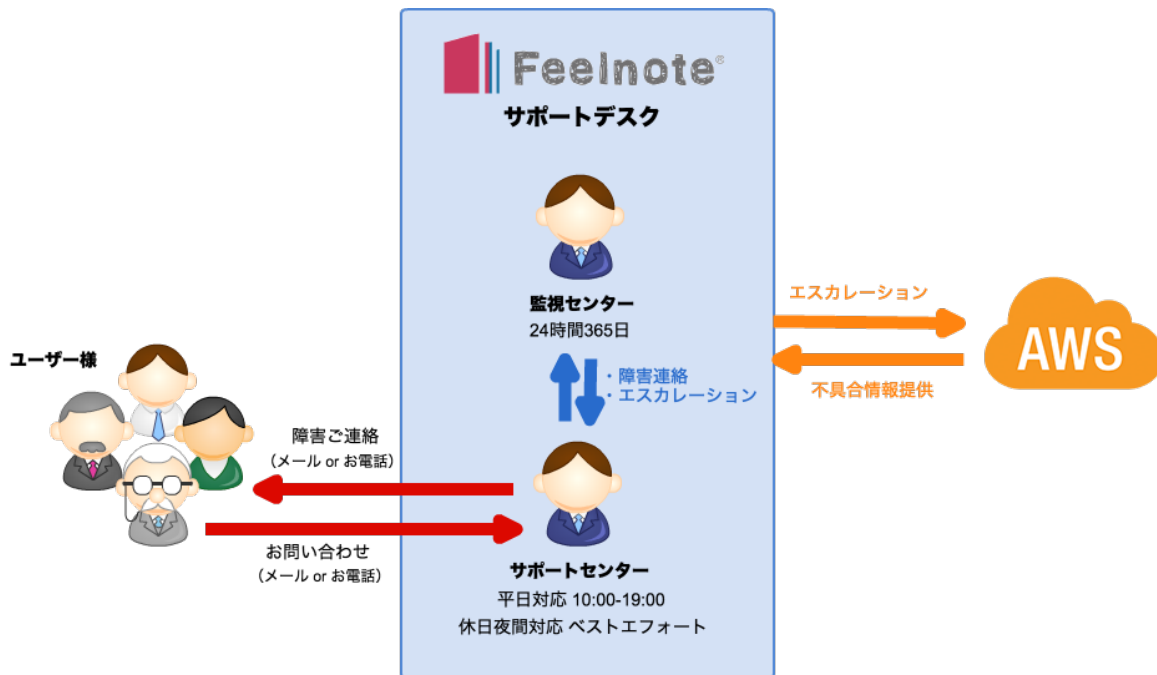 Feelnote®
サポートデスク
監視センター
24時間365日
・障害連絡
・エスカレーション
サポートセンター
平日対応 10:00-19:00
休日夜間対応 ベストエフォート
ユーザー様
障害ご連絡
（メール or お電話）
お問い合わせ
（メール or お電話）
エスカレーション
不具合情報提供
AWS